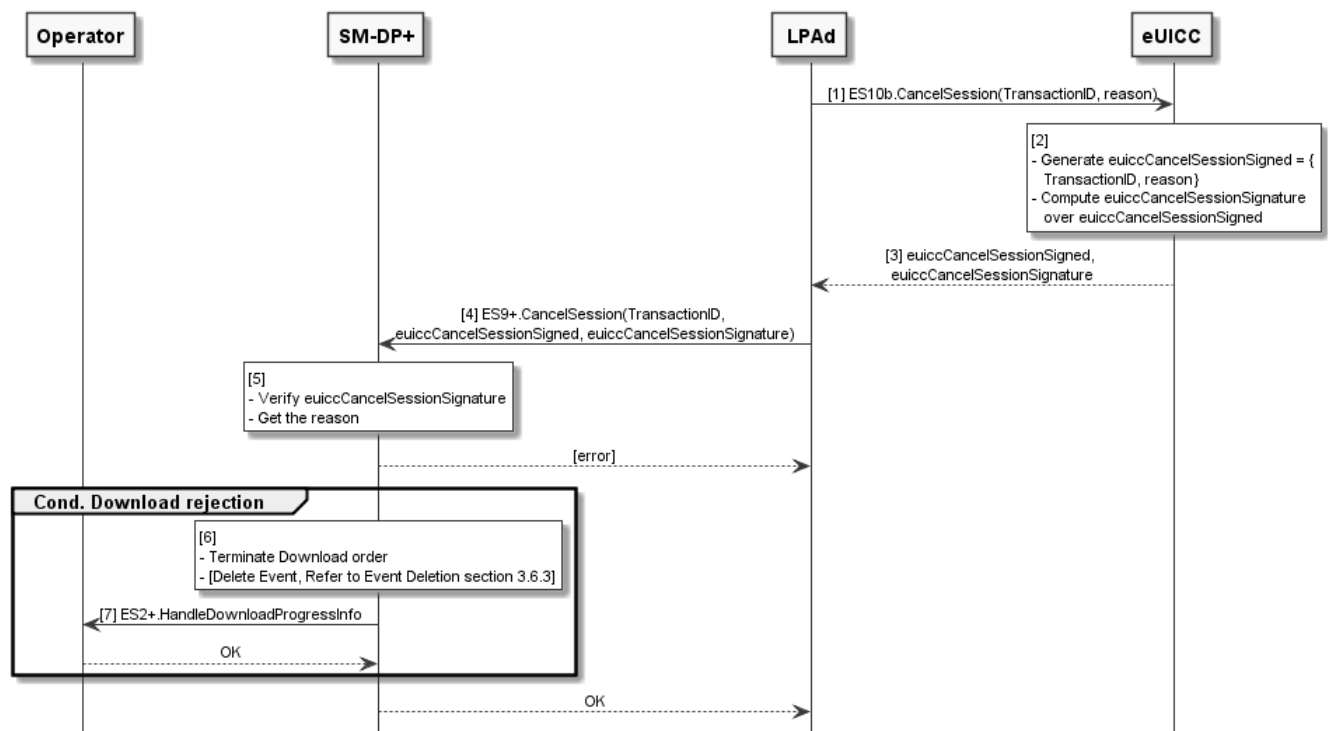 Operator
SM-DP+
LPAd
eUICC
[1] ES10b.CancelSession(TransactionID, reason)
[2]
- Generate euiccCancelSessionSigned = {
TransactionID, reason}
- Compute euiccCancelSessionSignature
over euiccCancelSessionSigned
[3] euiccCancelSessionSigned,
euiccCancelSessionSignature
[4] ES9+.CancelSession(TransactionID,
euiccCancelSessionSigned, euiccCancelSessionSignature)
[5]
- Verify euiccCancelSessionSignature
- Get the reason
[error]
Cond. Download rejection
[6]
- Terminate Download order
- [Delete Event, Refer to Event Deletion section 3.6.3]
[7] ES2+.HandleDownloadProgressInfo
OK
OK